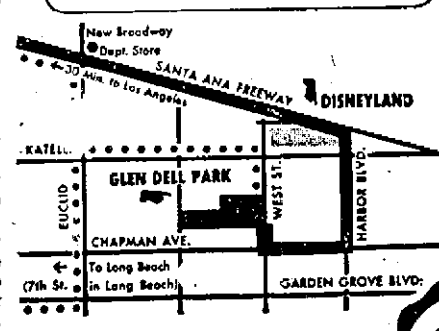 New Broadway
Dept. Store
30 Min. to Los Angeles
SANTA ANA FREEWAY
DISNEYLAND
KATELL
GLEN DELL PARK
EUCLID
WEST ST.
HARBOR BLVD.
CHAPMAN AVE.
To Long Beach
(7th St. in Long Beach)
GARDEN GROVE BLVD.